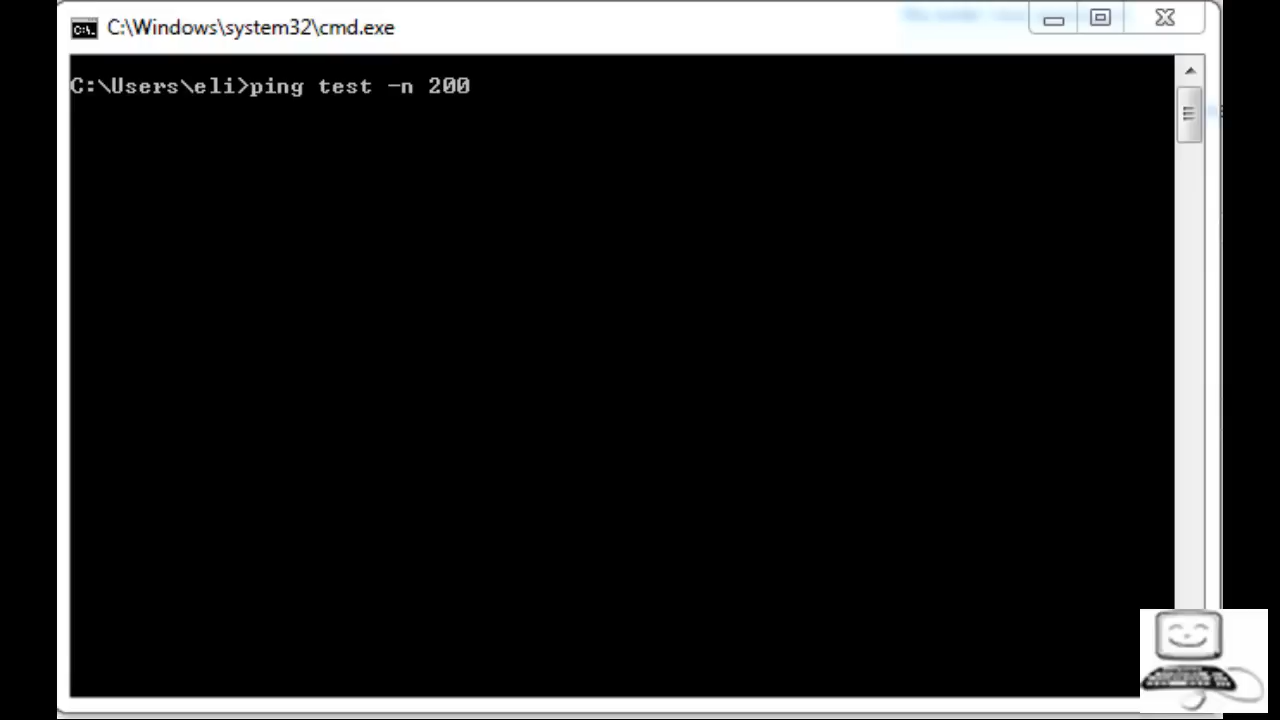 C:\Windows\system32\cmd.exe
C:\Users\eli>ping test -n 200